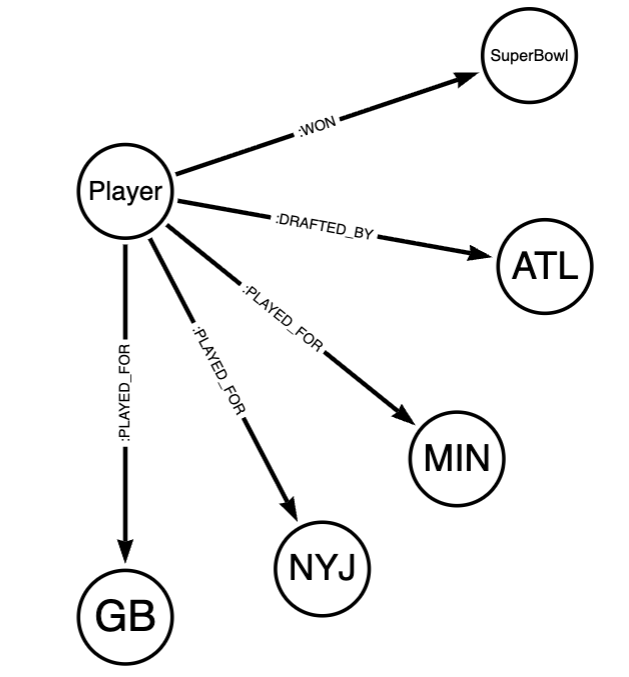 SuperBowl
:WON
Player
:DRAFTED_BY
ATL
:PLAYED_FOR
:PLAYED_FOR
:PLAYED_FOR
MIN
NYJ
GB